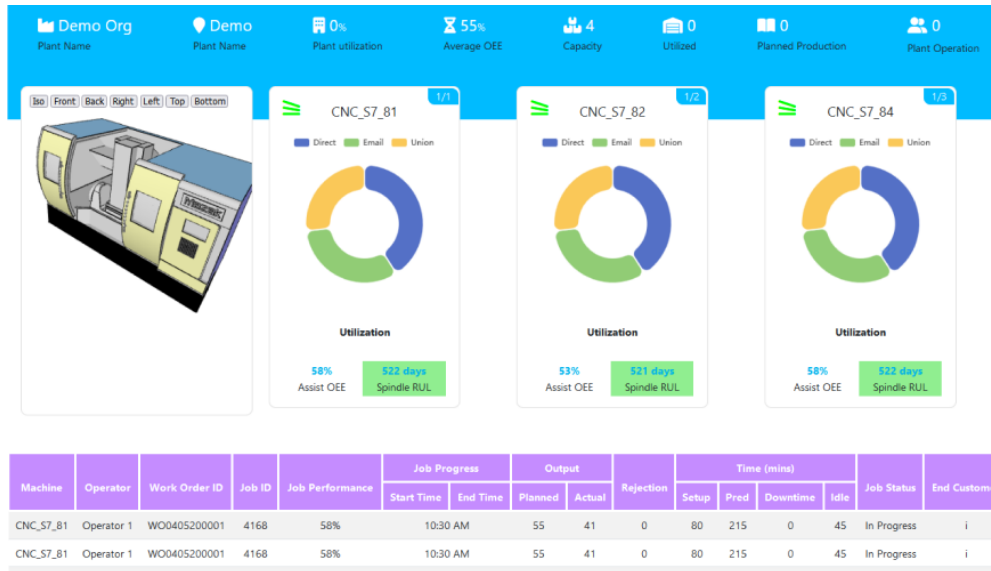 Demo Org
Plant Name
Demo
Plant Name
0%
Plant utilization
55%
Average OEE
4
Capacity
0
Utilized
0
Planned Production
0
Plant Operation
Iso Front Back Right Left Top Bottom
Mazak
1/1
CNC_S7_81
Direct Email Union
Utilization
58%
Assist OEE
522 days
Spindle RUL
1/2
CNC_S7_82
Direct Email Union
Utilization
53%
Assist OEE
521 days
Spindle RUL
1/3
CNC_S7_84
Direct Email Union
Utilization
58%
Assist OEE
522 days
Spindle RUL
Job Progress Output Time (mins)
Machine Operator Work Order ID Job ID Job Performance Rejection Job Status End Custome
Start Time End Time Planned Actual Setup Pred Downtime Idle
CNC_S7_81 Operator 1 WO0405200001 4168 58% 10:30 AM 55 41 0 80 215 0 45 In Progress i
CNC_S7_81 Operator 1 WO0405200001 4168 58% 10:30 AM 55 41 0 80 215 0 45 In Progress i